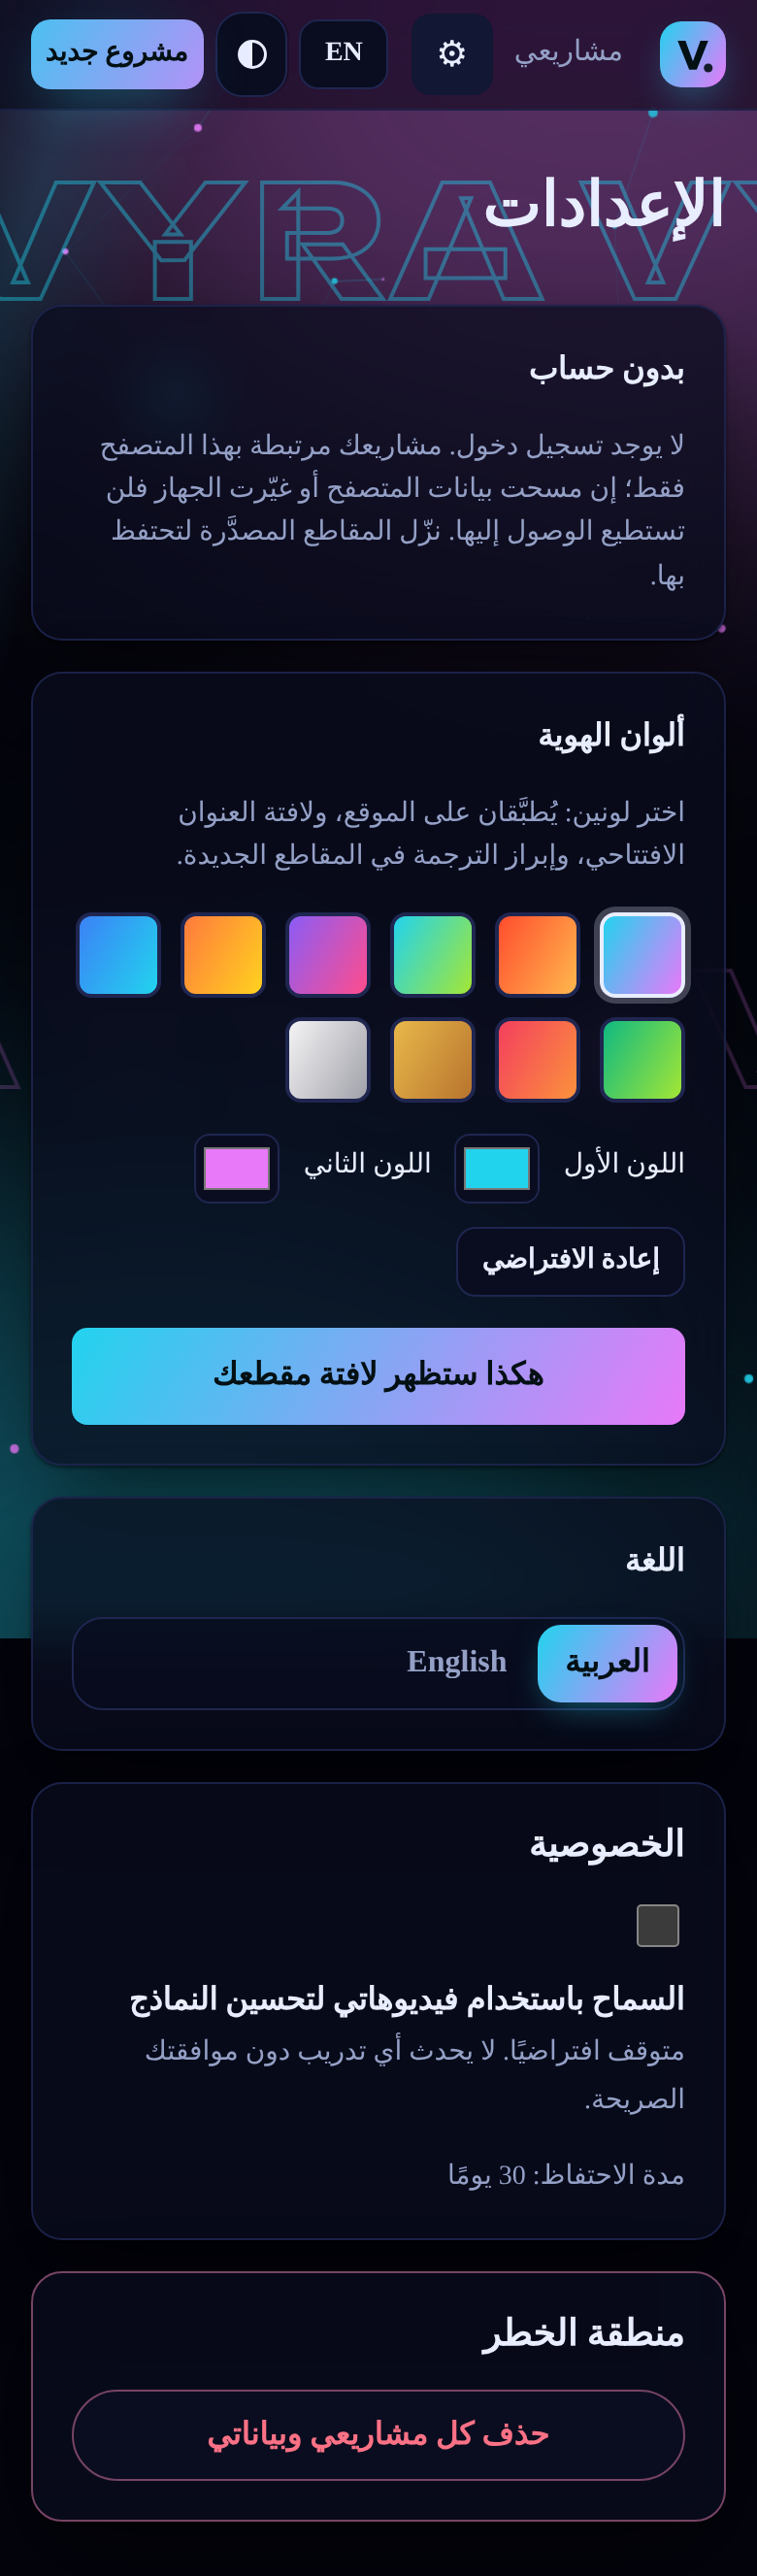 V.
مشاريعي
EN
مشروع جديد
VYRA VY
الإعدادات
بدون حساب
لا يوجد تسجيل دخول. مشاريعك مرتبطة بهذا المتصفح
فقط؛ إن مسحت بيانات المتصفح أو غيّرت الجهاز فلن
تستطيع الوصول إليها. نزّل المقاطع المصدَّرة لتحتفظ
بها.
ألوان الهوية
اختر لونين: يُطبَّقان على الموقع، ولافتة العنوان
الافتتاحي، وإبراز الترجمة في المقاطع الجديدة.
اللون الأول
اللون الثاني
إعادة الافتراضي
هكذا ستظهر لافتة مقطعك
اللغة
العربية
English
الخصوصية
السماح باستخدام فيديوهاتي لتحسين النماذج
متوقف افتراضيًا. لا يحدث أي تدريب دون موافقتك
الصريحة.
مدة الاحتفاظ: 30 يومًا
منطقة الخطر
حذف كل مشاريعي وبياناتي